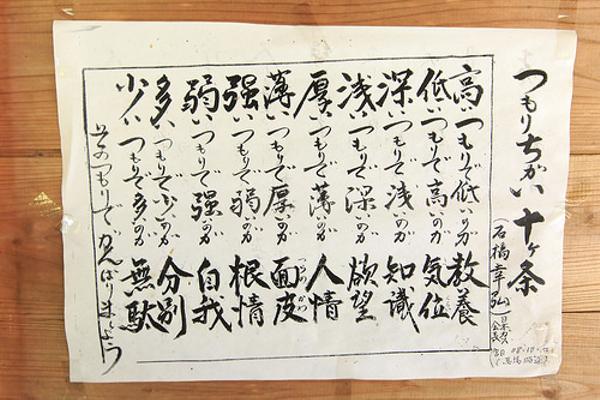 つもりちがい十ヶ条
(石橋幸弘)
高いつもりで低いのが教養
低いつもりで高いのが気位
深いつもりで浅いのが知識
浅いつもりで深いのが欲望
厚いつもりで薄いのが人情
薄いつもりで厚いのが面皮
つらのかわ
強いつもりで弱いのが根情
弱いつもりで強いのが自我
多いつもりで少いのが分別
少いつもりで多のが無駄
そのつもりでがんばりましょう